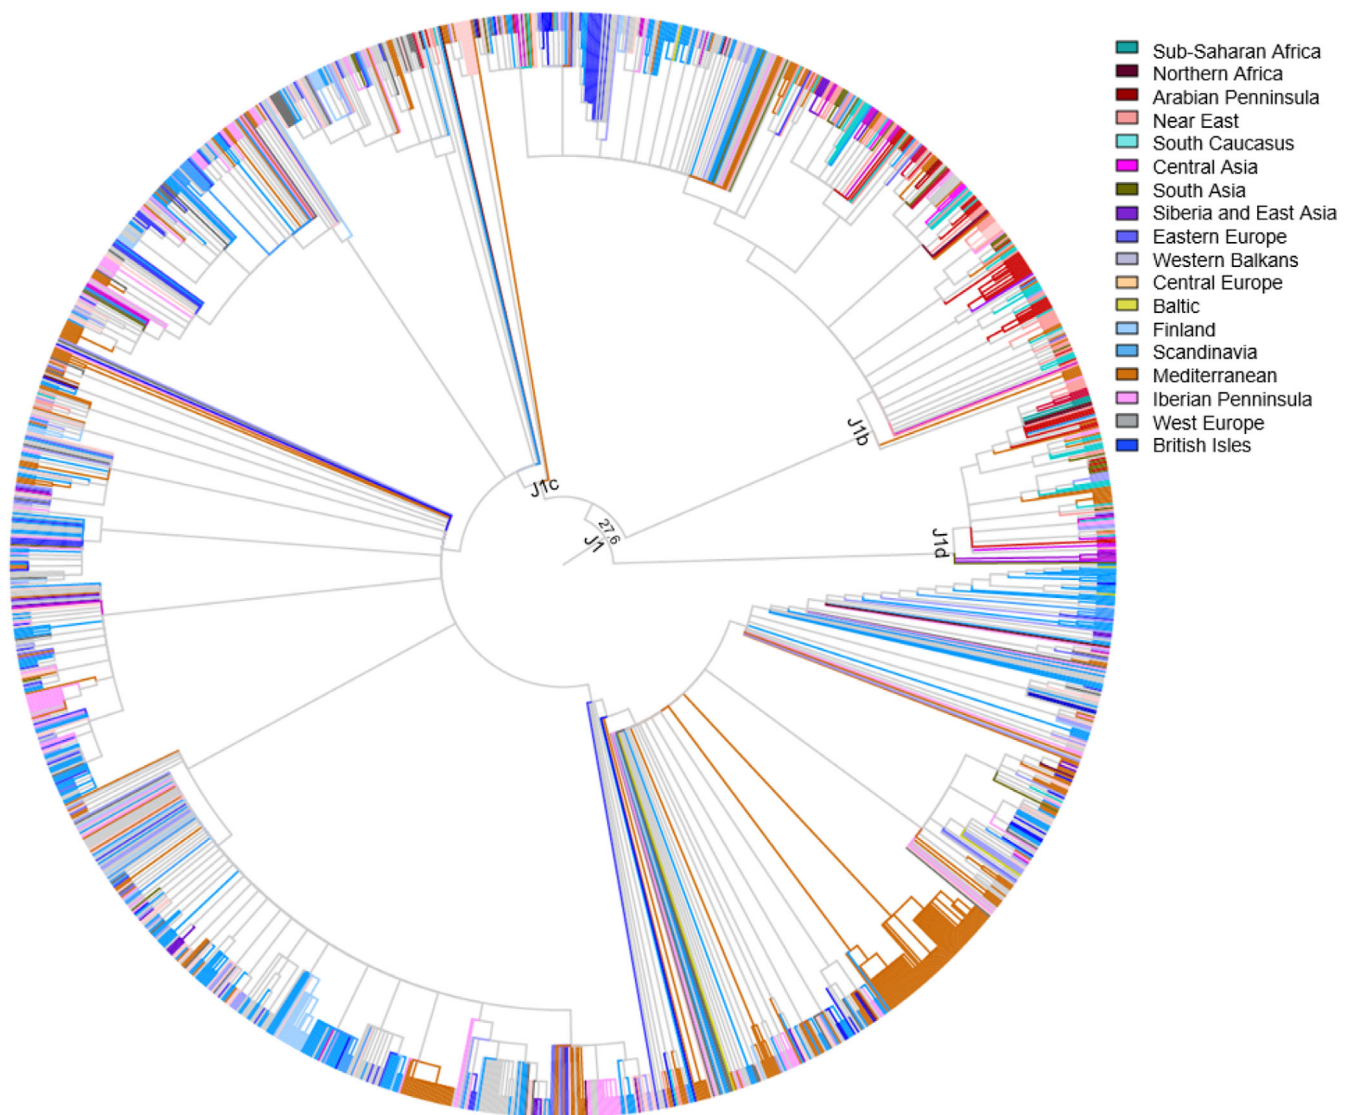 Sub-Saharan Africa
Northern Africa
Arabian Penninsula
Near East
South Caucasus
Central Asia
South Asia
Siberia and East Asia
Eastern Europe
Western Balkans
Central Europe
Baltic
Finland
Scandinavia
Mediterranean
Iberian Penninsula
West Europe
British Isles
J1b
J1c
27.6
J1
J1d